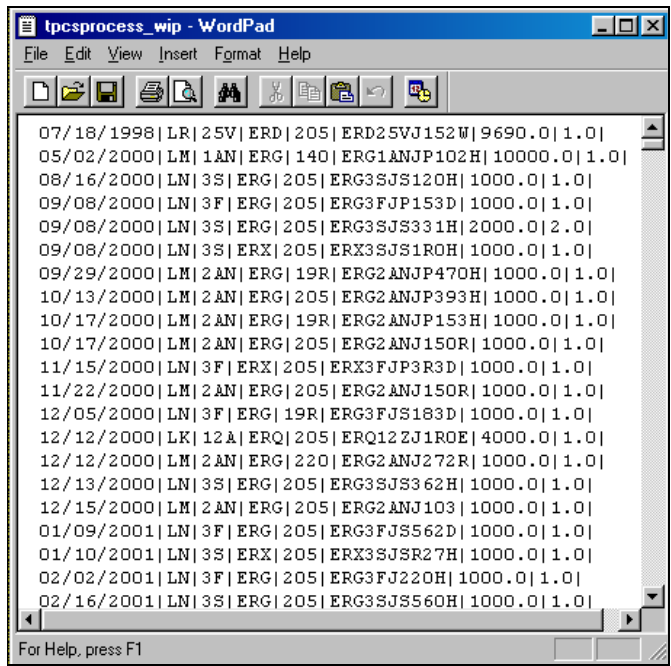 tpcsprocess_wip - WordPad
File Edit View Insert Format Help
07/18/1998|LR|25V|ERD|205|ERD25VJ152W|9690.0|1.0|
05/02/2000|LM|1AN|ERG|140|ERG1ANJP102H|10000.0|1.0|
08/16/2000|LN|3S|ERG|205|ERG3SJS120H|1000.0|1.0|
09/08/2000|LN|3F|ERG|205|ERG3FJP153D|1000.0|1.0|
09/08/2000|LN|3S|ERG|205|ERG3SJS331H|2000.0|2.0|
09/08/2000|LN|3S|ERX|205|ERX3SJS1R0H|1000.0|1.0|
09/29/2000|LM|2AN|ERG|19R|ERG2ANJP470H|1000.0|1.0|
10/13/2000|LM|2AN|ERG|205|ERG2ANJP393H|1000.0|1.0|
10/17/2000|LM|2AN|ERG|19R|ERG2ANJP153H|1000.0|1.0|
10/17/2000|LM|2AN|ERG|205|ERG2ANJ150R|1000.0|1.0|
11/15/2000|LN|3F|ERX|205|ERX3FJP3R3D|1000.0|1.0|
11/22/2000|LM|2AN|ERG|205|ERG2ANJ150R|1000.0|1.0|
12/05/2000|LN|3F|ERG|19R|ERG3FJS183D|1000.0|1.0|
12/12/2000|LK|12A|ERQ|205|ERQ12ZJ1R0E|4000.0|1.0|
12/12/2000|LM|2AN|ERG|220|ERG2ANJ272R|1000.0|1.0|
12/13/2000|LN|3S|ERG|205|ERG3SJS362H|1000.0|1.0|
12/15/2000|LM|2AN|ERG|205|ERG2ANJ103|1000.0|1.0|
01/09/2001|LN|3F|ERG|205|ERG3FJS562D|1000.0|1.0|
01/10/2001|LN|3S|ERX|205|ERX3SJSR27H|1000.0|1.0|
02/02/2001|LN|3F|ERG|205|ERG3FJ220H|1000.0|1.0|
02/16/2001|LN|3S|ERG|205|ERG3SJS560H|1000.0|1.0|
For Help, press F1